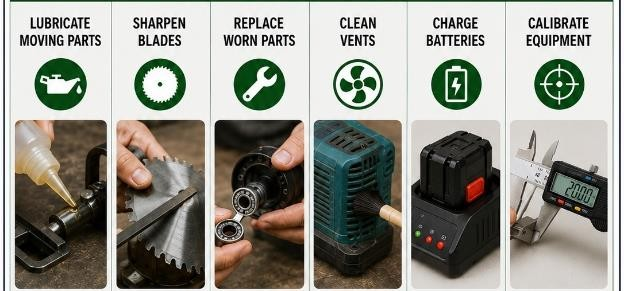 LUBRICATE
MOVING PARTS
SHARPEN
BLADES
REPLACE
WORN PARTS
CLEAN
VENTS
CHARGE
BATTERIES
CALIBRATE
EQUIPMENT
20.00